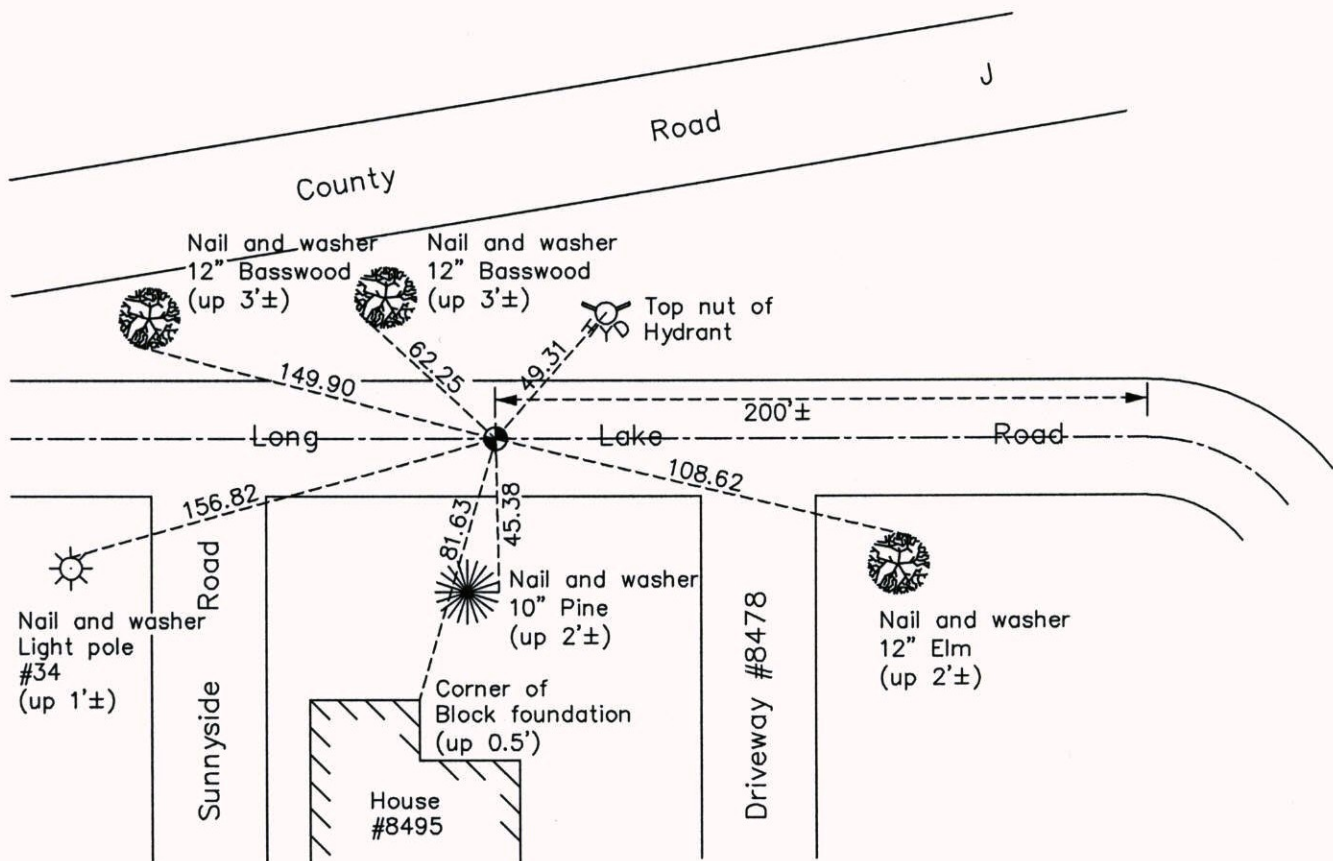 J
Road
County
Nail and washer
12" Basswood
(up 3'±)
Nail and washer
12" Basswood
(up 3'±)
Top nut of
Hydrant
149.90
62.25
49.31
200'±
Long Lake Road
156.82
81.63
45.38
108.62
Nail and washer
Light pole
#34
(up 1'±)
Sunnyside Road
Nail and washer
10" Pine
(up 2'±)
Driveway #8478
Nail and washer
12" Elm
(up 2'±)
Corner of
Block foundation
(up 0.5')
House
#8495